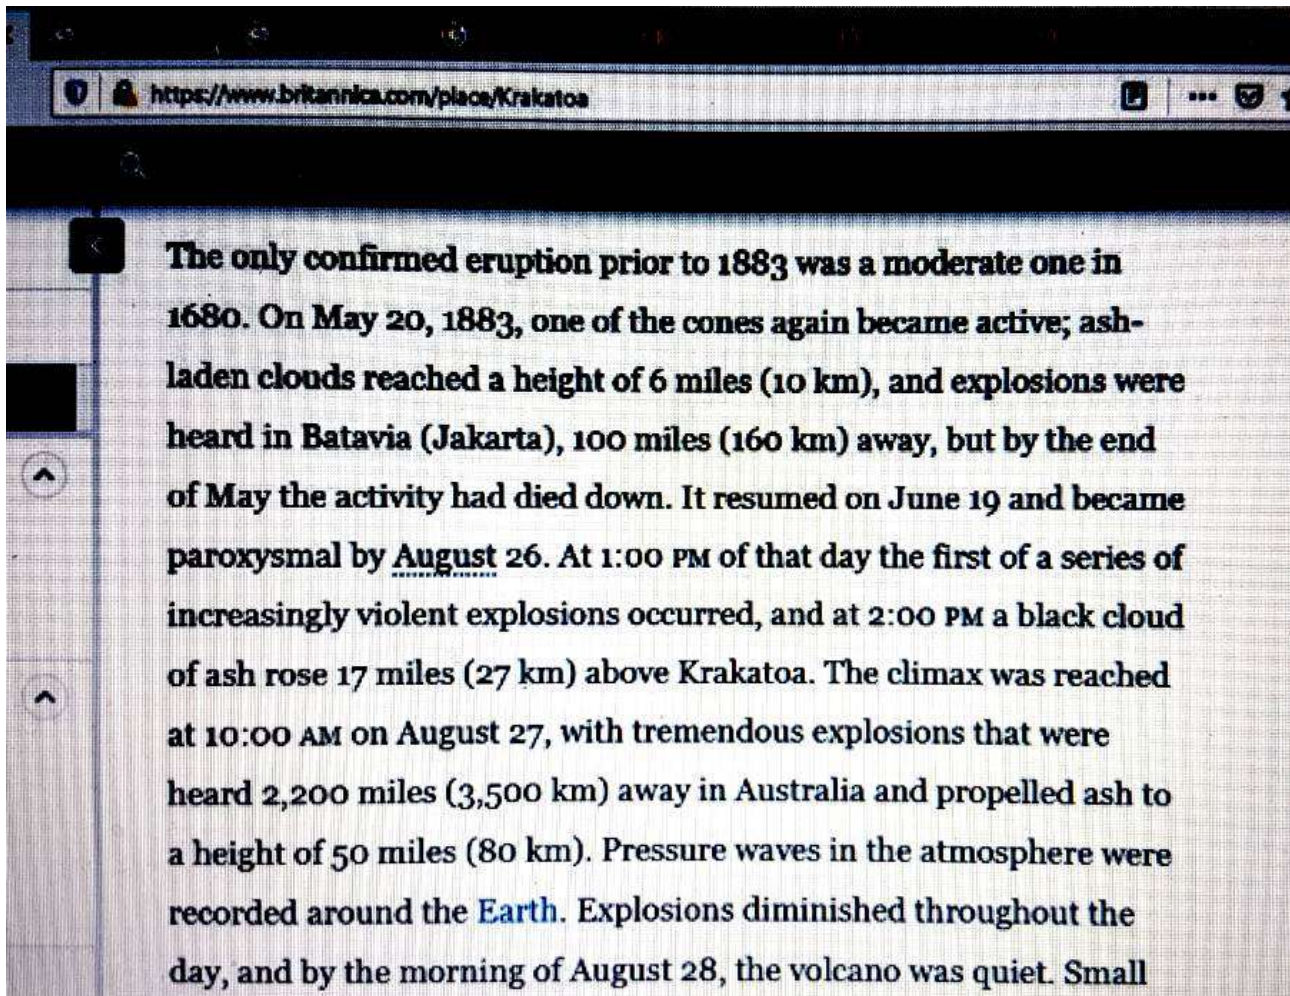 https://www.britannica.com/place/Krakatoa
The only confirmed eruption prior to 1883 was a moderate one in
1680. On May 20, 1883, one of the cones again became active; ash-
laden clouds reached a height of 6 miles (10 km), and explosions were
heard in Batavia (Jakarta), 100 miles (160 km) away, but by the end
of May the activity had died down. It resumed on June 19 and became
paroxysmal by August 26. At 1:00 PM of that day the first of a series of
increasingly violent explosions occurred, and at 2:00 PM a black cloud
of ash rose 17 miles (27 km) above Krakatoa. The climax was reached
at 10:00 AM on August 27, with tremendous explosions that were
heard 2,200 miles (3,500 km) away in Australia and propelled ash to
a height of 50 miles (80 km). Pressure waves in the atmosphere were
recorded around the Earth. Explosions diminished throughout the
day, and by the morning of August 28, the volcano was quiet. Small